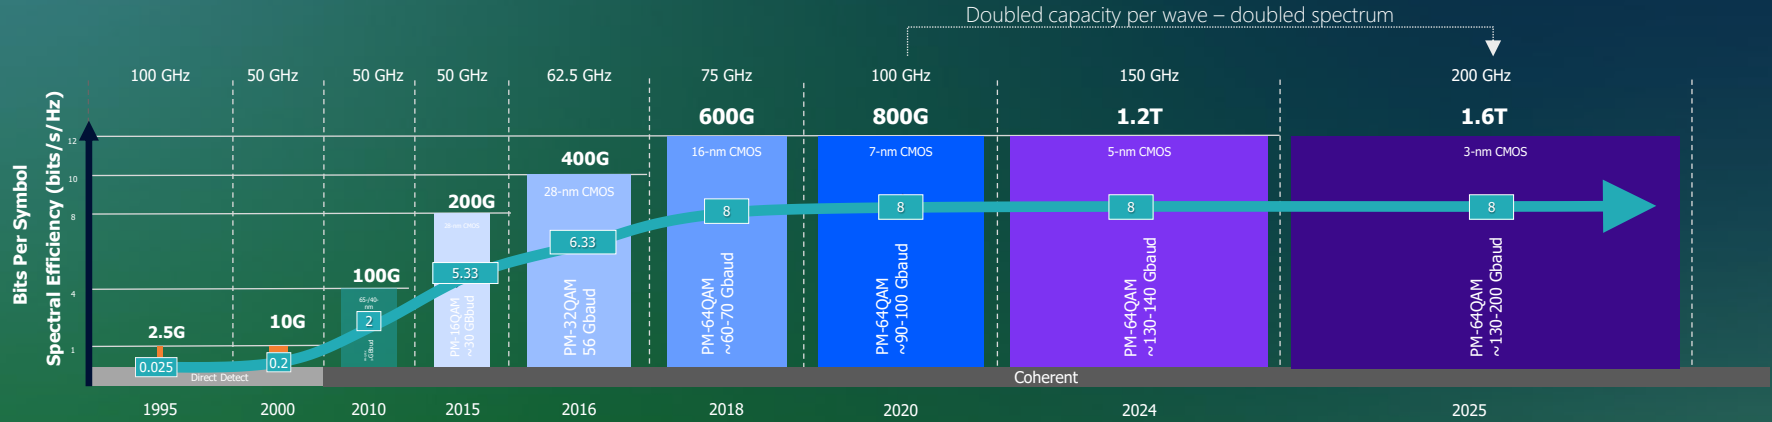 Doubled capacity per wave – doubled spectrum
100 GHz
50 GHz
50 GHz
50 GHz
62.5 GHz
75 GHz
100 GHz
150 GHz
200 GHz
Bits Per Symbol
Spectral Efficiency (bits/s/Hz)
12
10
8
4
1
2.5G
10G
100G
200G
400G
600G
800G
1.2T
1.6T
65-/40-
nm
28-nm CMOS
28-nm CMOS
16-nm CMOS
7-nm CMOS
5-nm CMOS
3-nm CMOS
0.025
0.2
2
5.33
6.33
8
8
8
8
PM-16QAM
PM-32QAM
56 Gbaud
PM-64QAM
~60-70 Gbaud
PM-64QAM
~90-100 Gbaud
PM-64QAM
~130-140 Gbaud
PM-64QAM
~130-200 Gbaud
Direct Detect
Coherent
1995
2000
2010
2015
2016
2018
2020
2024
2025